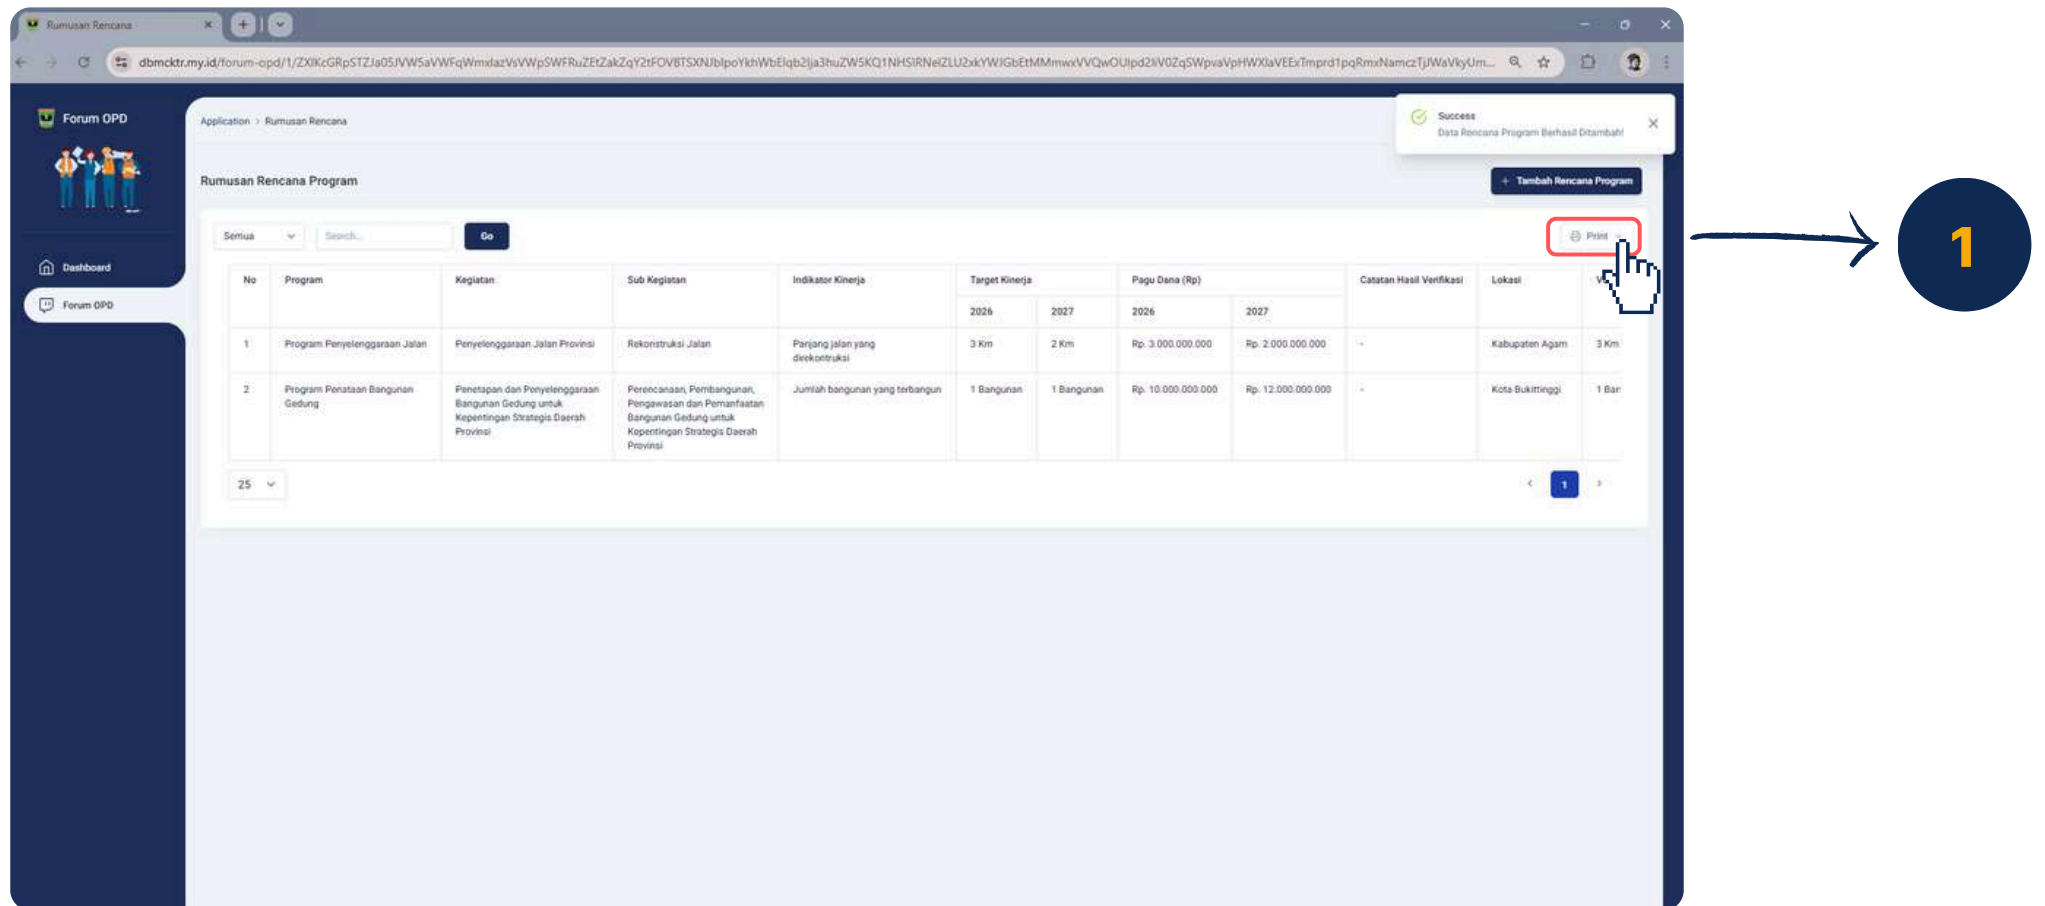 Rumusan Rencana
Forum OPD
Application > Rumusan Rencana
Success
Data Rencana Program Berhasil Ditambah!
Rumusan Rencana Program
+ Tambah Rencana Program
Semua
Search...
Go
Print
1
Dashboard
Forum OPD
No Program Kegiatan Sub Kegiatan Indikator Kinerja Target Kinerja Pagu Dana (Rp) Catatan Hasil Verifikasi Lokasi
2026 2027 2026 2027
1 Program Penyelenggaraan Jalan Penyelenggaraan Jalan Provinsi Rekonstruksi Jalan Panjang jalan yang
direkontruksi
3 Km 2 Km Rp. 3.000.000.000 Rp. 2.000.000.000 - Kabupaten Agam 3 Km
2 Program Penataan Bangunan
Gedung
Penetapan dan Penyelenggaraan
Bangunan Gedung untuk
Kepentingan Strategis Daerah
Provinsi
Perencanaan, Pembangunan,
Pengawasan dan Pemanfaatan
Bangunan Gedung untuk
Kepentingan Strategis Daerah
Provinsi
Jumlah bangunan yang terbangun 1 Bangunan 1 Bangunan Rp. 10.000.000.000 Rp. 12.000.000.000 - Kota Bukittinggi 1 Ban
25
< 1 >